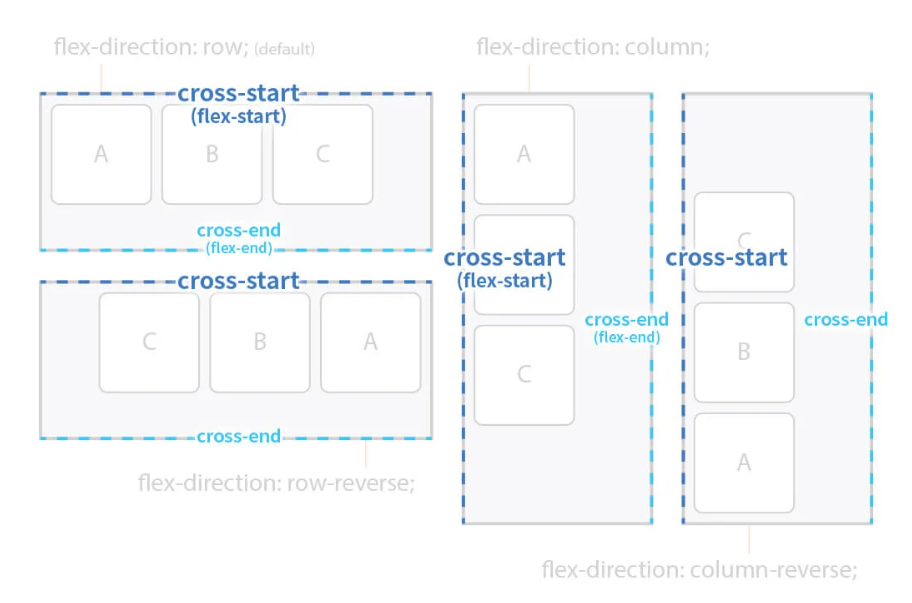 flex-direction: row; (default)
cross-start
(flex-start)
A B C
cross-end
(flex-end)
cross-start
C B A
cross-end
flex-direction: row-reverse;
flex-direction: column;
A
cross-start
(flex-start)
cross-end
(flex-end)
C
C
cross-start
cross-end
B
A
flex-direction: column-reverse;